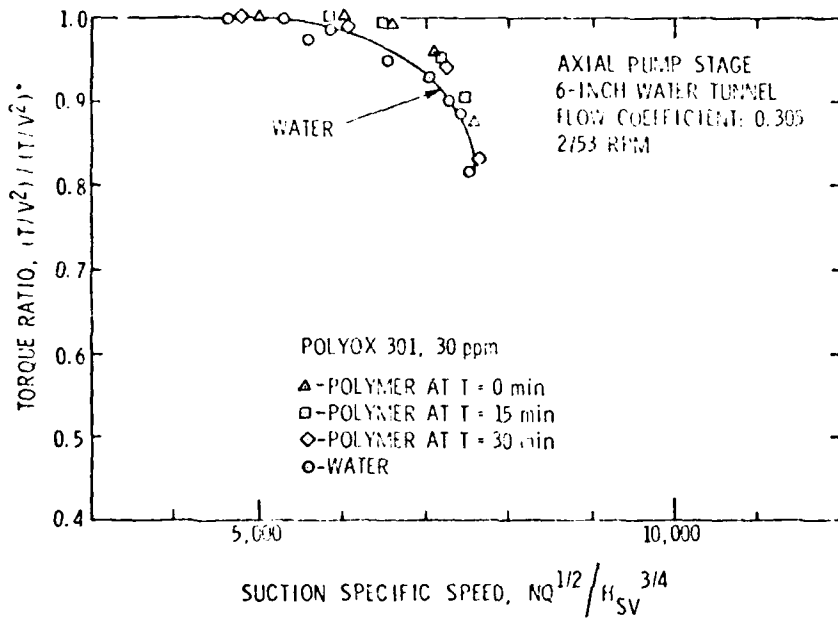 TORQUE RATIO, (T/V²)/(T/V²)*
1.0
0.9
0.8
0.7
0.6
0.5
0.4
WATER
AXIAL PUMP STAGE
6-INCH WATER TUNNEL
FLOW COEFFICIENT: 0.305
2753 RPM
POLYOX 301, 30 ppm
△-POLYMER AT T = 0 min
□-POLYMER AT T = 15 min
◇-POLYMER AT T = 30 min
○-WATER
5,000
10,000
SUCTION SPECIFIC SPEED, NQ^1/2/H_SV^3/4